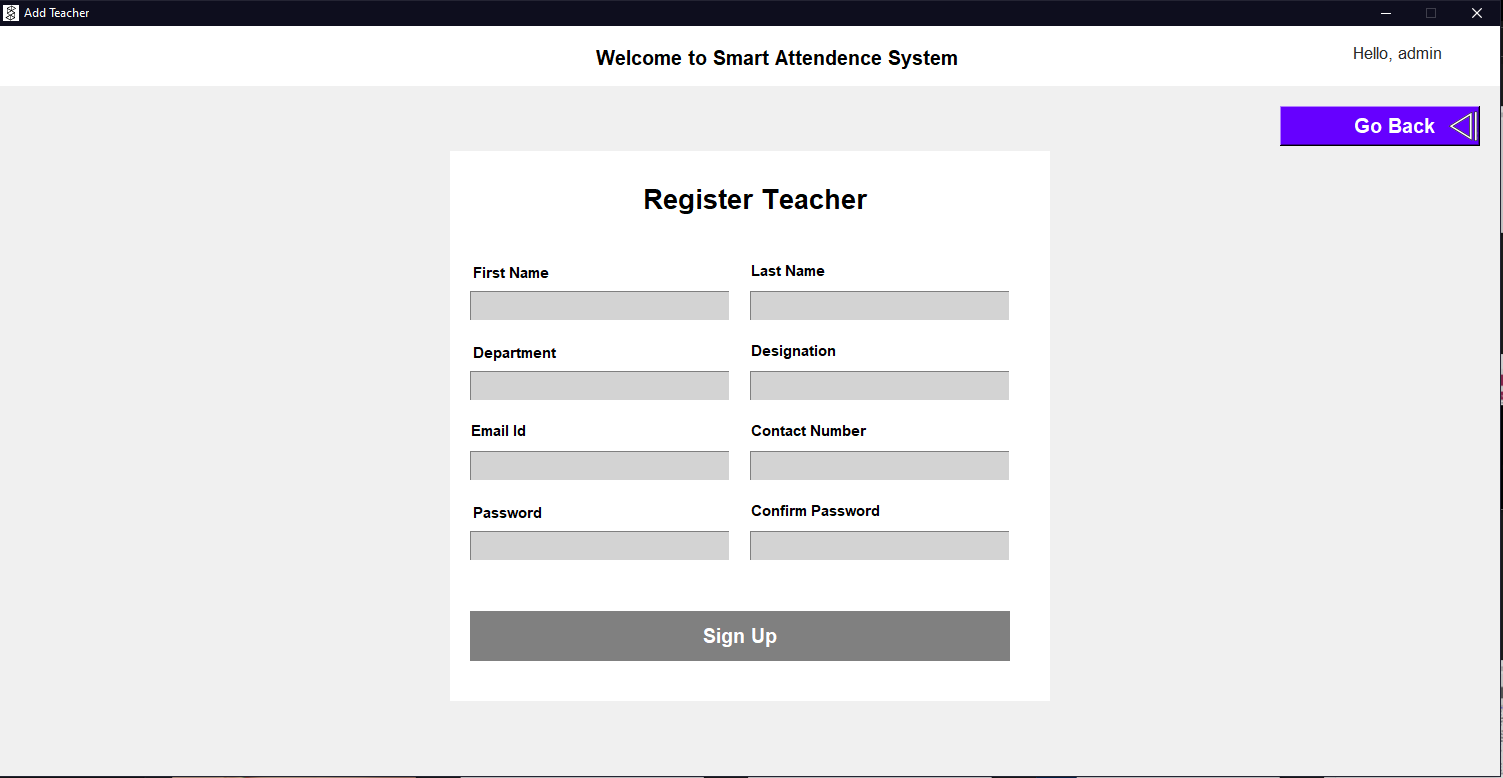 Add Teacher
Welcome to Smart Attendence System
Hello, admin
Go Back
Register Teacher
First Name
Last Name
Department
Designation
Email Id
Contact Number
Password
Confirm Password
Sign Up